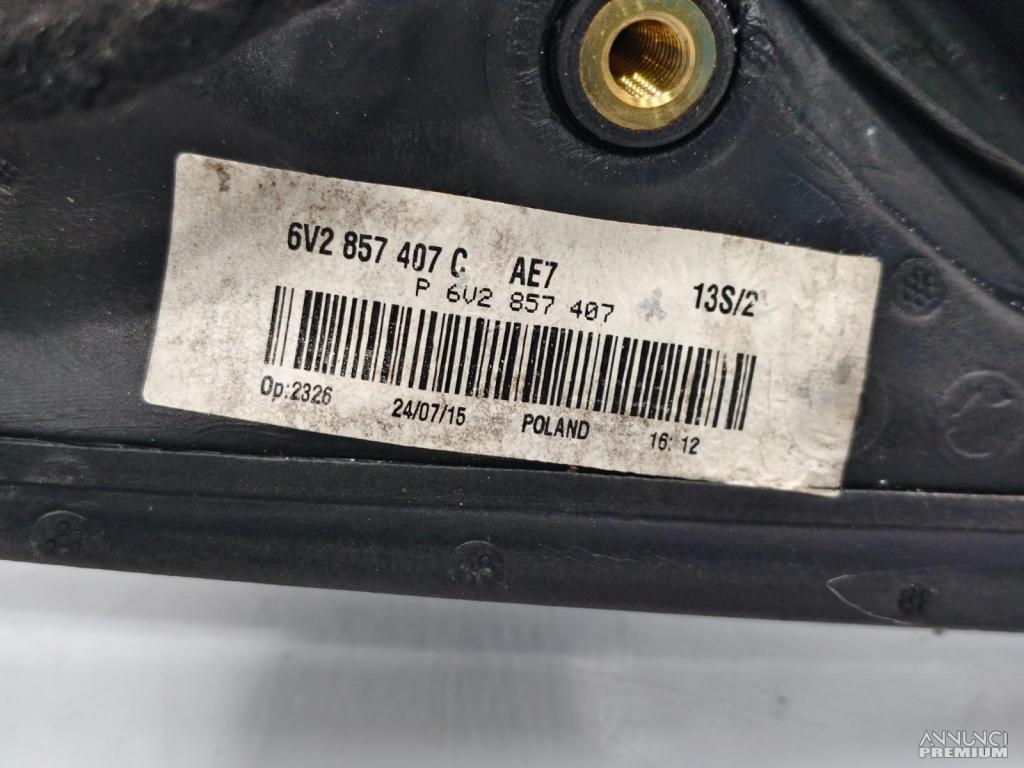 6V2 857 407 C AE7 13S/2
P 6V2 857 407
Op:2326 24/07/15 POLAND 16:12
ANNUNCI
PREMIUM